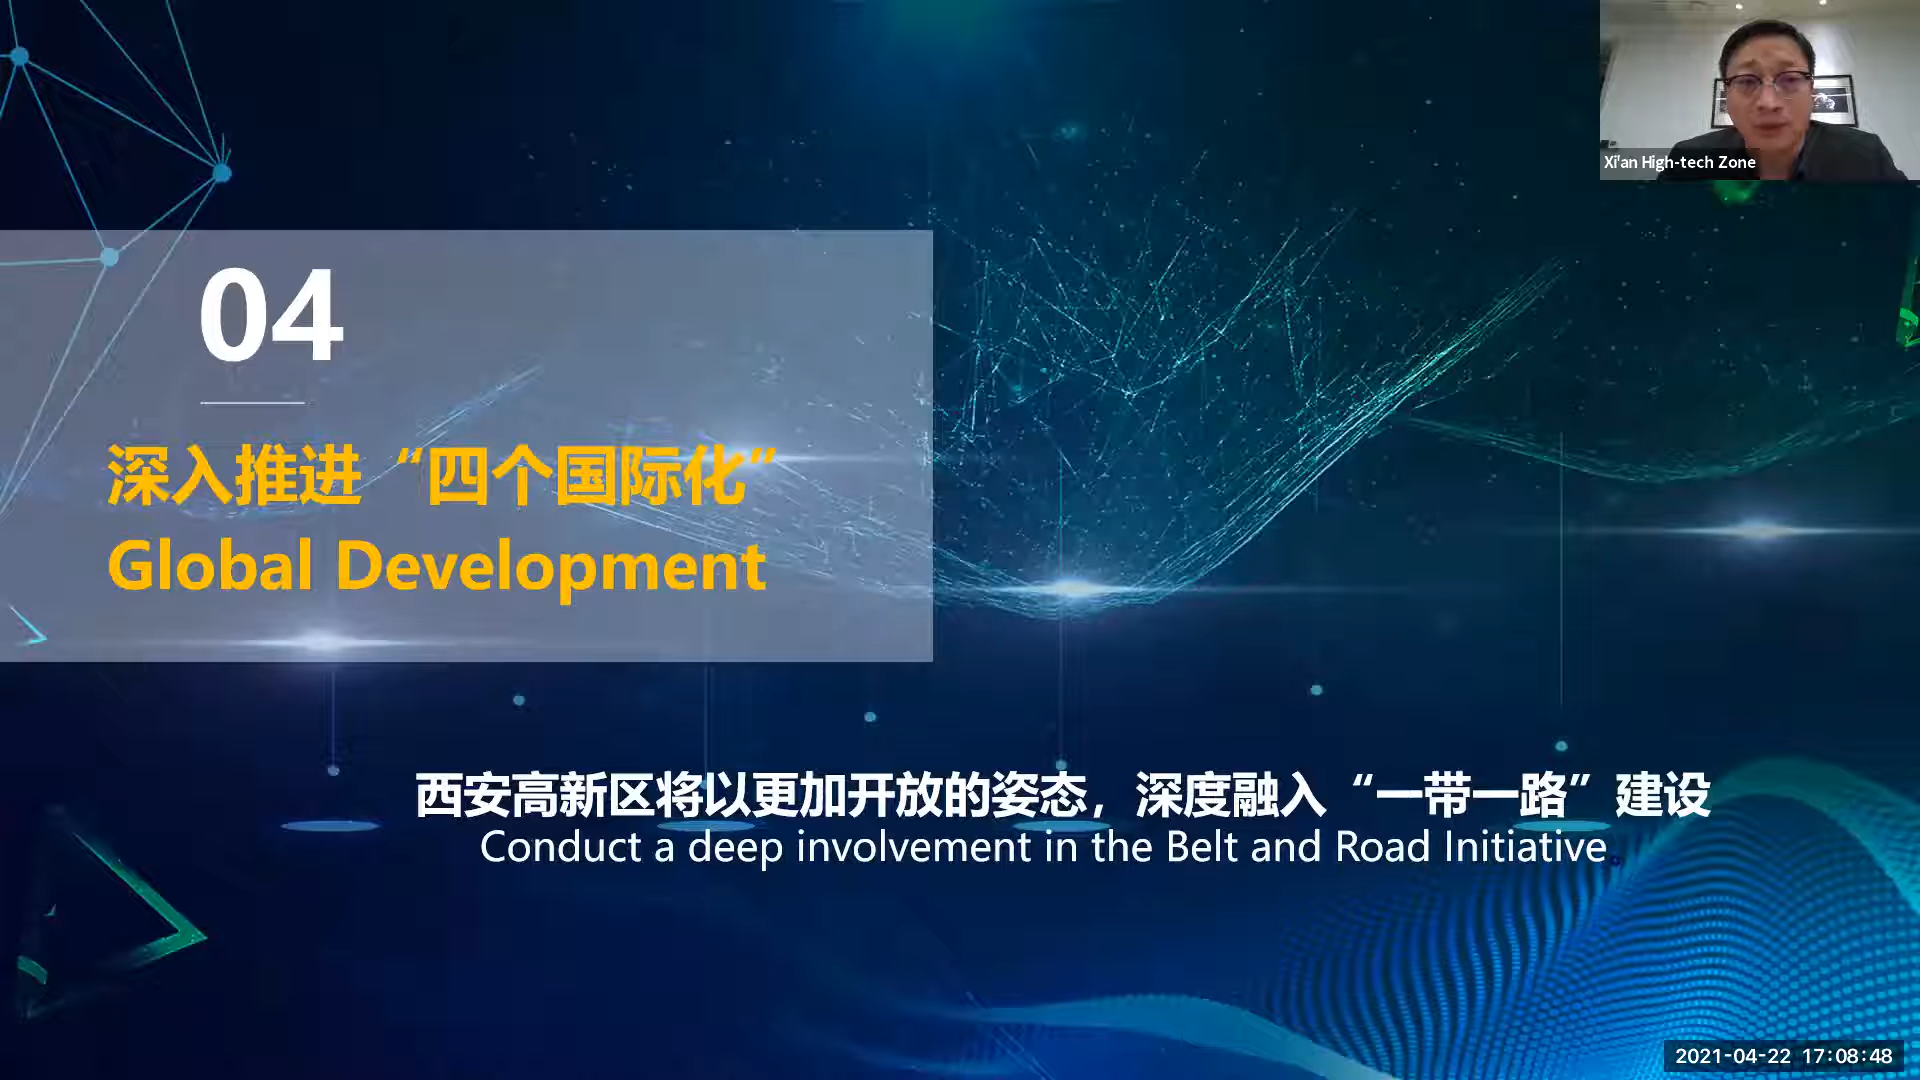 Xi'an High-tech Zone
04
深入推进“四个国际化”
Global Development
西安高新区将以更加开放的姿态，深度融入“一带一路”建设
Conduct a deep involvement in the Belt and Road Initiative
2021-04-22 17:08:48